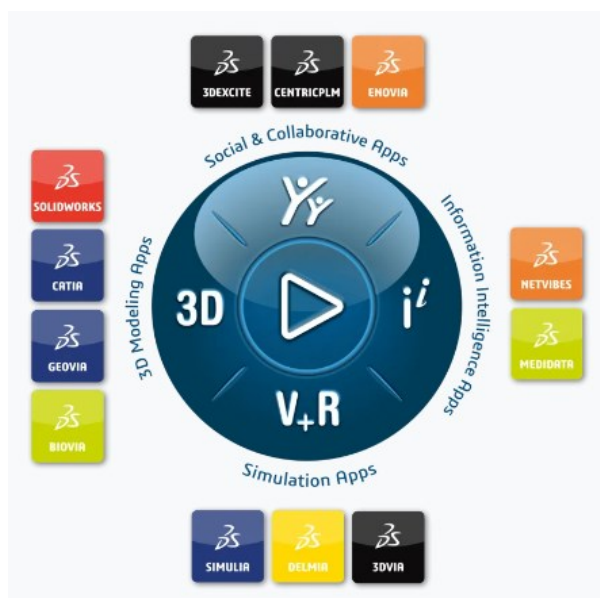 3DEXCITE
CENTRICPLM
ENOVIA
Social & Collaborative Apps
SOLIDWORKS
CATIA
GEOVIA
BIOVIA
3D Modeling Apps
3D
i i
V+R
Information Intelligence Apps
NETVIBES
MEDIDATA
Simulation Apps
SIMULIA
DELMIA
3DVIA